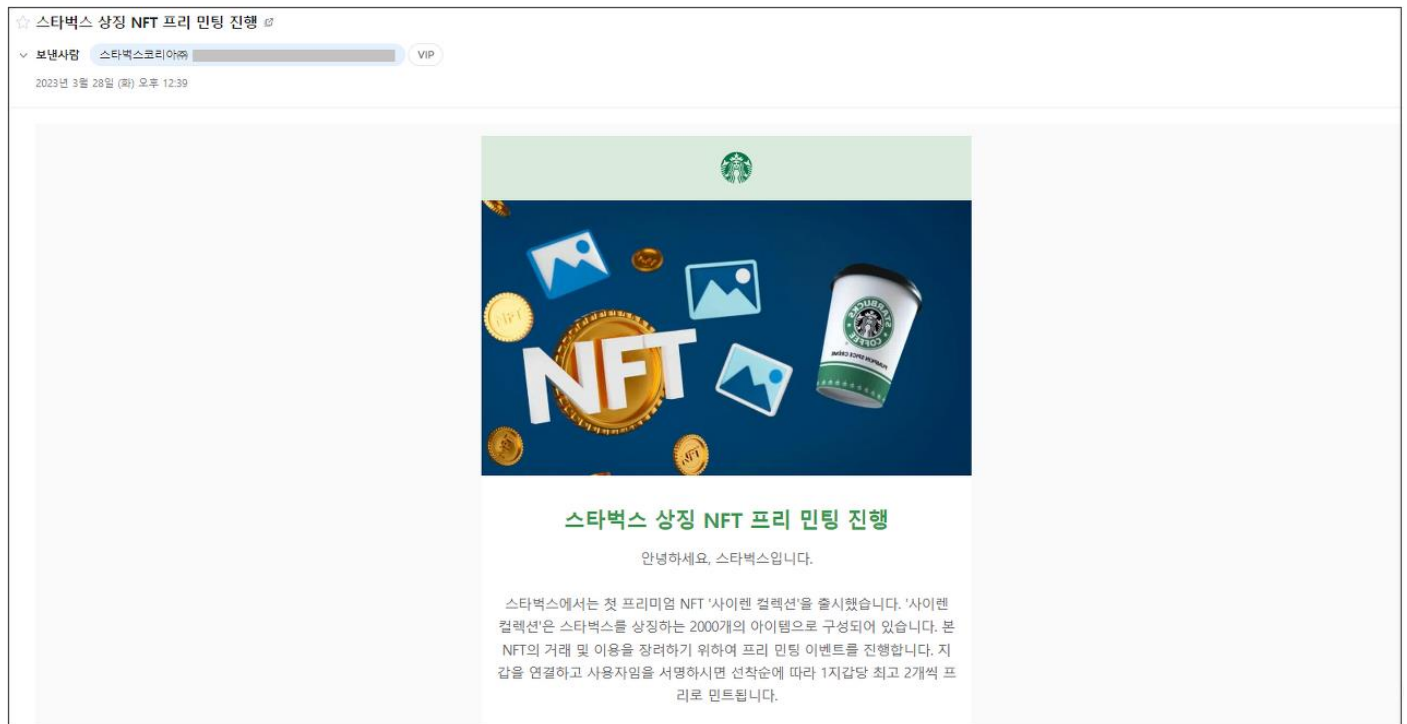 스타벅스 상징 NFT 프리 민팅 진행
보낸사람 스타벅스코리아㈜ VIP
2023년 3월 28일 (화) 오후 12:39
NFT
NFT
STARBUCKS
COFFEE
PUMPKIN SPICE CREME
NFT
스타벅스 상징 NFT 프리 민팅 진행
안녕하세요, 스타벅스입니다.
스타벅스에서는 첫 프리미엄 NFT '사이렌 컬렉션'을 출시했습니다. '사이렌
컬렉션'은 스타벅스를 상징하는 2000개의 아이템으로 구성되어 있습니다. 본
NFT의 거래 및 이용을 장려하기 위하여 프리 민팅 이벤트를 진행합니다. 지
갑을 연결하고 사용자임을 서명하시면 선착순에 따라 1지갑당 최고 2개씩 프
리로 민트됩니다.